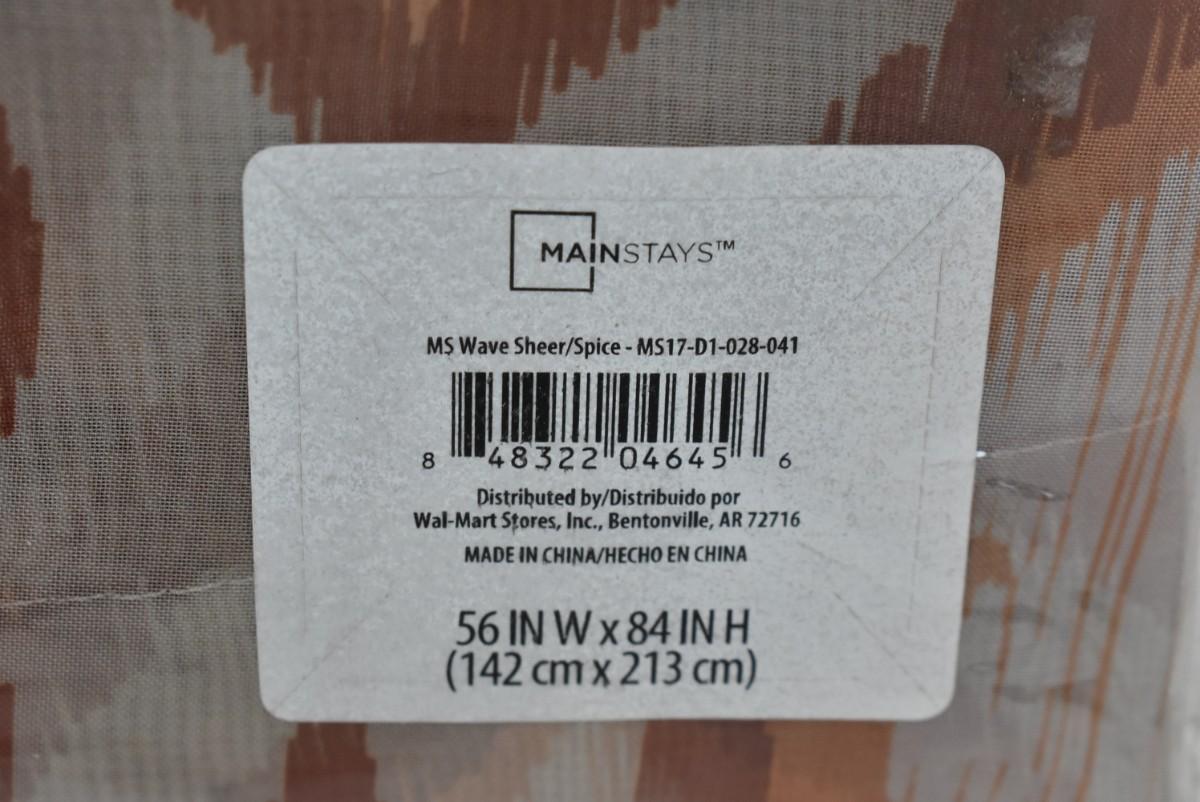 MAINSTAYS™
MS Wave Sheer/Spice - MS17-D1-028-041
8 48322 04645 6
Distributed by/Distribuido por
Wal-Mart Stores, Inc., Bentonville, AR 72716
MADE IN CHINA/HECHO EN CHINA
56 IN W x 84 IN H
(142 cm x 213 cm)